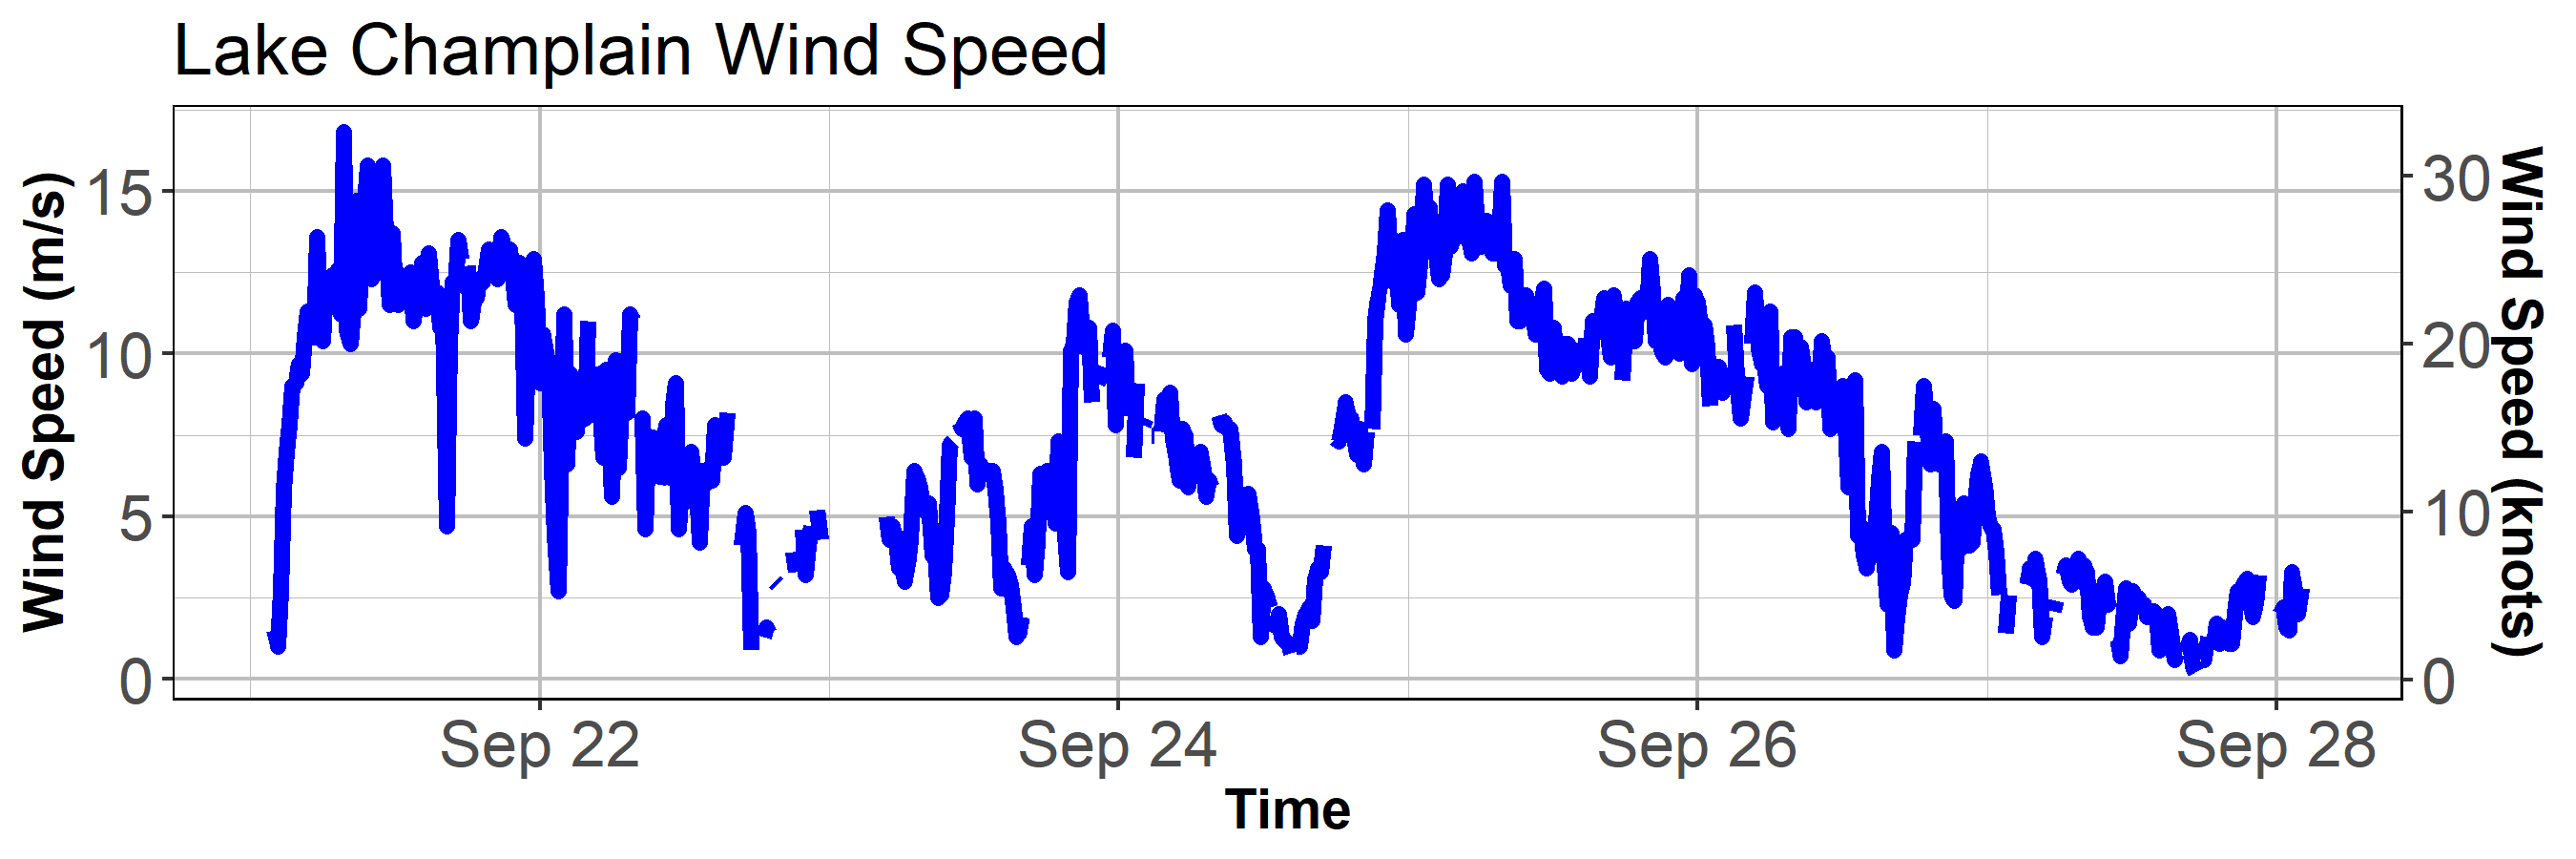 Lake Champlain Wind Speed
Wind Speed (m/s)
15
10
5
0
30
20
10
0
Wind Speed (knots)
Sep 22
Sep 24
Sep 26
Sep 28
Time